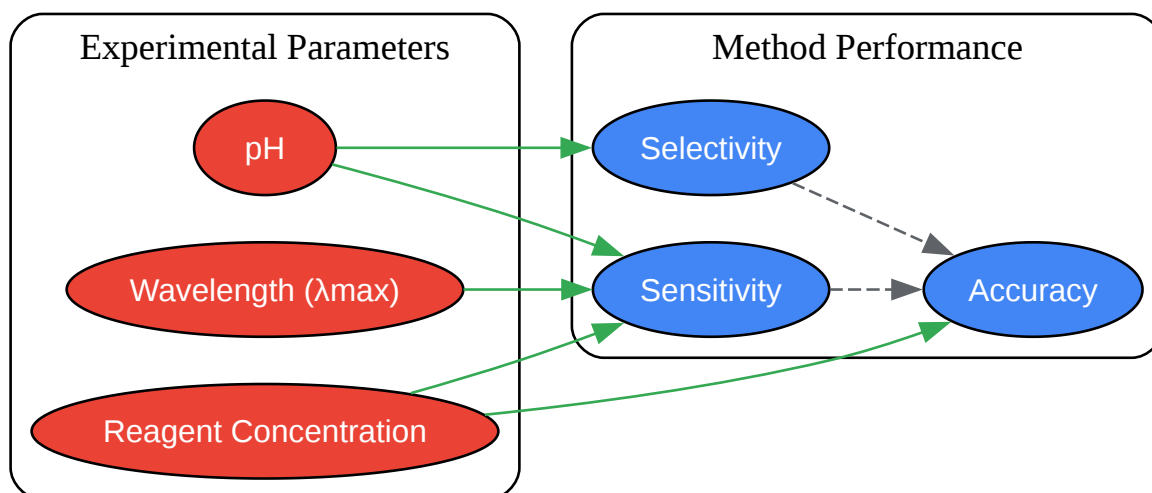 Experimental Parameters
Method Performance
pH
Selectivity
Wavelength (λmax)
Sensitivity
Accuracy
Reagent Concentration